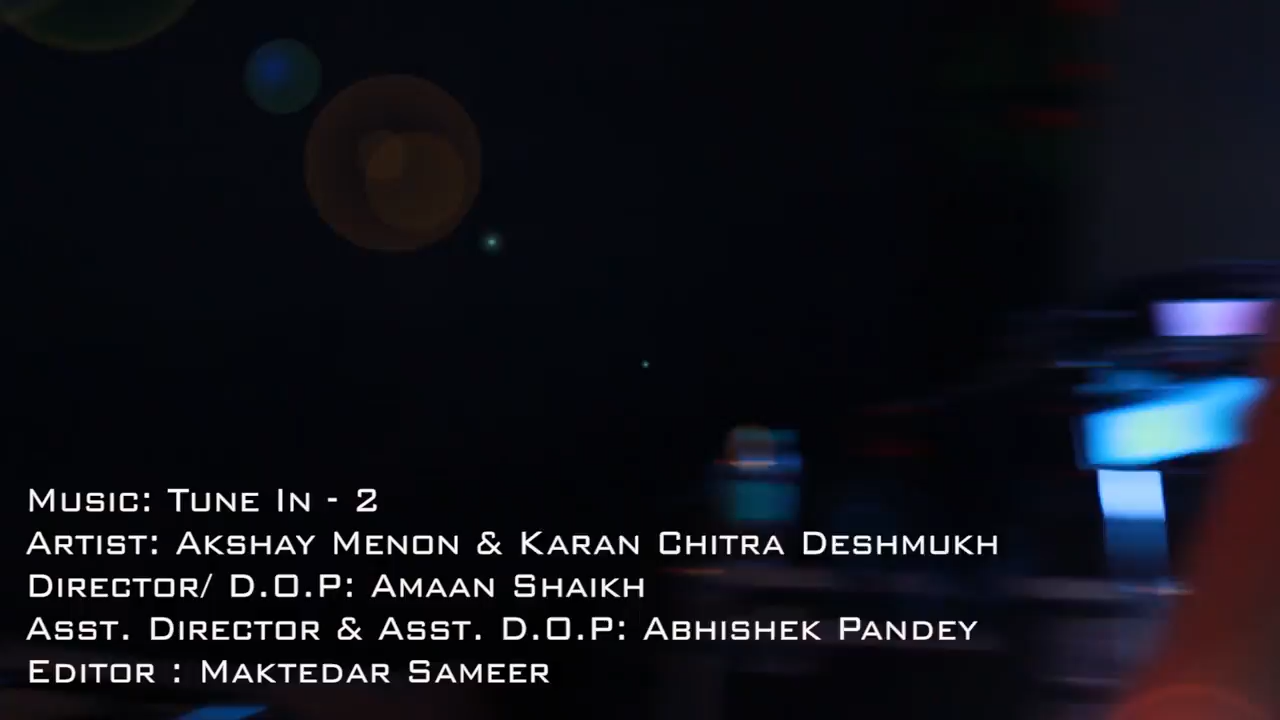 Music: Tune In - 2
Artist: Akshay Menon & Karan Chitra Deshmukh
Director/ D.O.P: Amaan Shaikh
Asst. Director & Asst. D.O.P: Abhishek Pandey
Editor : Maktedar Sameer